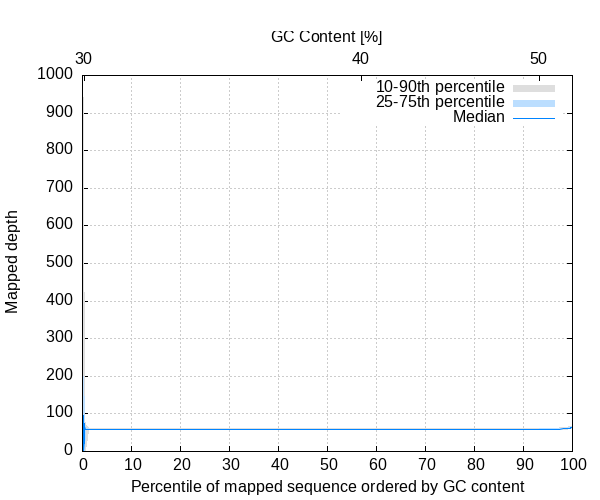 GC Content [%]
30 40 50
1000
900
800
700
600
500
400
300
200
100
0
Mapped depth
10-90th percentile
25-75th percentile
Median
0 10 20 30 40 50 60 70 80 90 100
Percentile of mapped sequence ordered by GC content